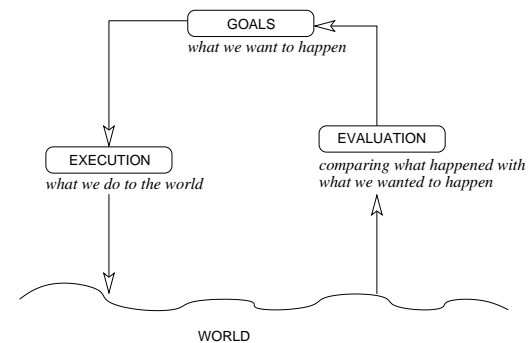 GOALS
what we want to happen
EXECUTION
what we do to the world
EVALUATION
comparing what happened with
what we wanted to happen
WORLD